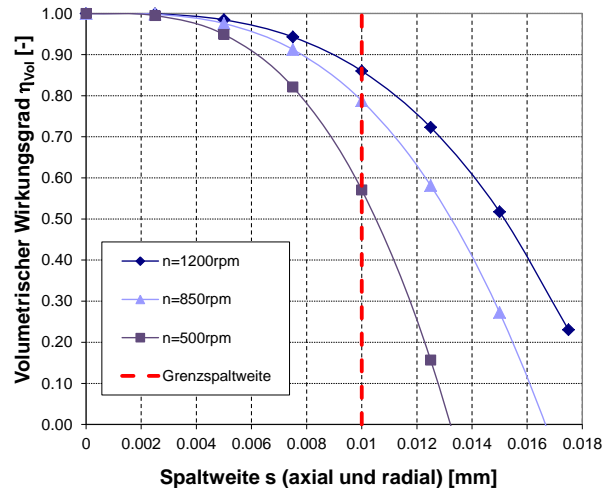 Volumetrischer Wirkungsgrad ηVol [-]
1.00
0.90
0.80
0.70
0.60
0.50
0.40
0.30
0.20
0.10
0.00
n=1200rpm
n=850rpm
n=500rpm
Grenzspaltweite
0 0.002 0.004 0.006 0.008 0.01 0.012 0.014 0.016 0.018
Spaltweite s (axial und radial) [mm]